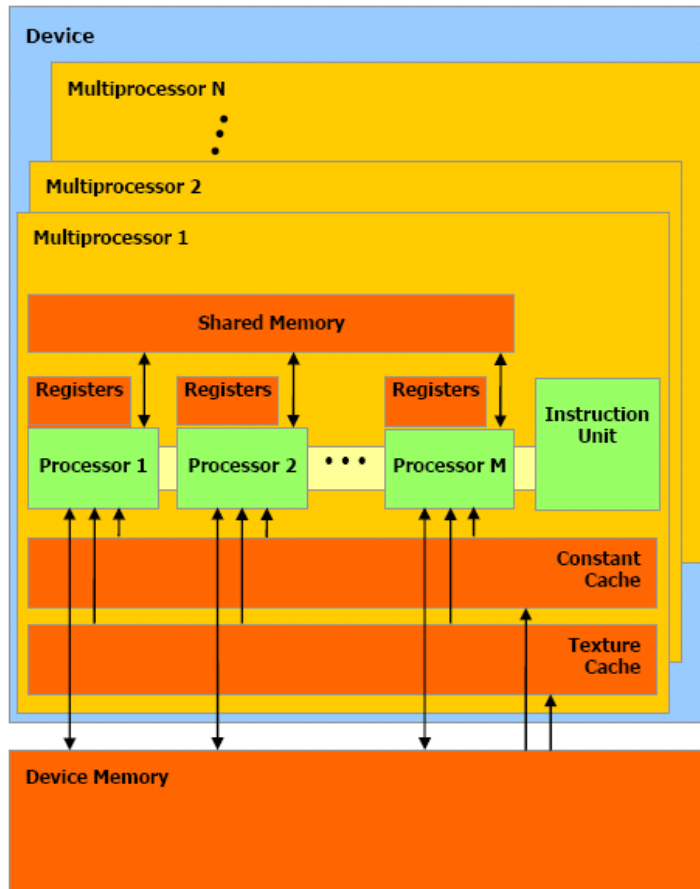 Device
Multiprocessor N
Multiprocessor 2
Multiprocessor 1
Shared Memory
Registers
Registers
Registers
Instruction
Unit
Processor 1
Processor 2
Processor M
Constant
Cache
Texture
Cache
Device Memory